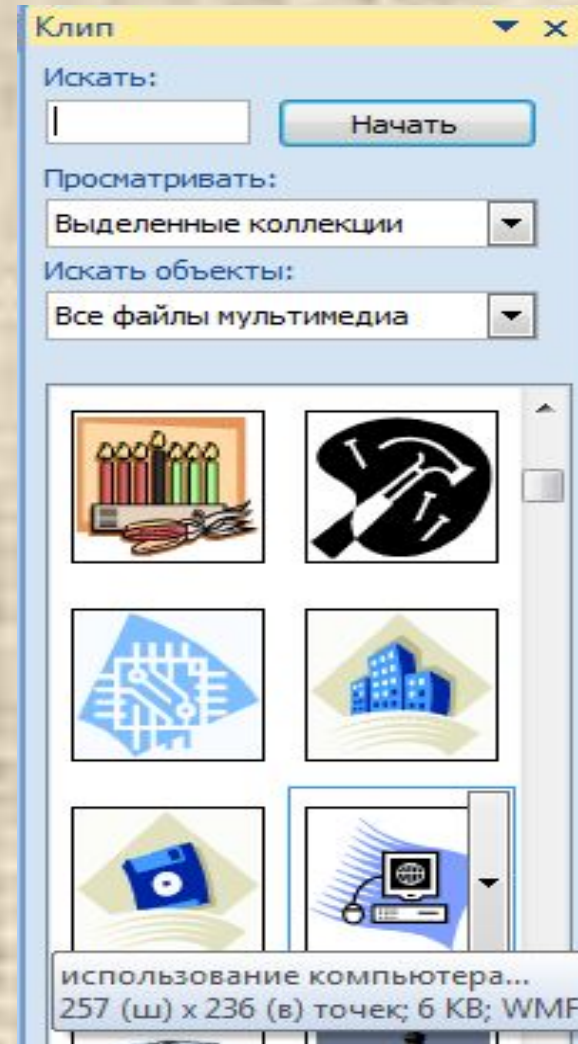 Клип
Искать:
Начать
Просматривать:
Выделенные коллекции
Искать объекты:
Все файлы мультимедиа
использование компьютера...
257 (ш) x 236 (в) точек; 6 KB; WMF